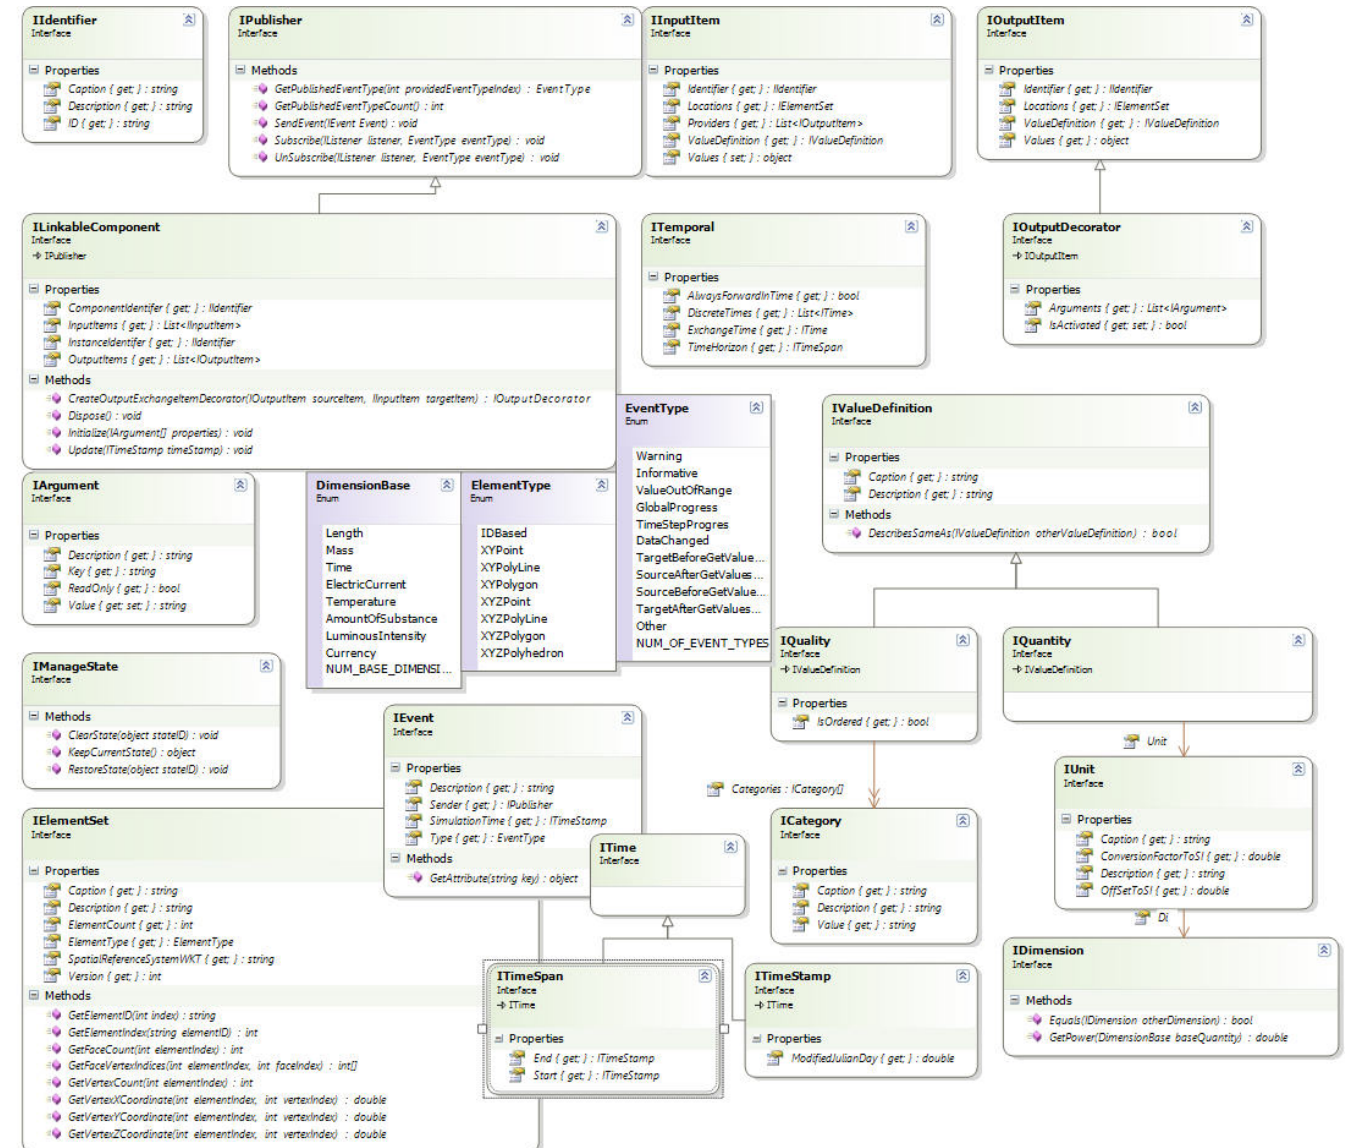 IIdentifier
Interface
Properties
Caption { get; } : string
Description { get; } : string
ID { get; } : string
IPublisher
Interface
Methods
GetPublishedEventType(int providedEventTypeIndex) : EventType
GetPublishedEventTypeCount() : int
SendEvent(IEvent Event) : void
Subscribe(IListener listener, EventType eventType) : void
UnSubscribe(IListener listener, EventType eventType) : void
IInputItem
Interface
Properties
Identifier { get; } : IIdentifier
Locations { get; } : IElementSet
Providers { get; } : List<IOutputItem>
ValueDefinition { get; } : IValueDefinition
Values { set; } : object
IOutputItem
Interface
Properties
Identifier { get; } : IIdentifier
Locations { get; } : IElementSet
ValueDefinition { get; } : IValueDefinition
Values { get; } : object
ILinkableComponent
Interface
IPublisher
Properties
ComponentIdentifer { get; } : IIdentifier
InputItems { get; } : List<IInputItem>
InstanceIdentifer { get; } : IIdentifier
OutputItems { get; } : List<IOutputItem>
Methods
CreateOutputExchangeItemDecorator(IOutputItem sourceItem, IInputItem targetItem) : IOutputDecorator
Dispose() : void
Initialize(IArgument[] properties) : void
Update(ITimeStamp timeStamp) : void
ITemporal
Interface
Properties
AlwaysForwardInTime { get; } : bool
DiscreteTimes { get; } : List<ITime>
ExchangeTime { get; } : ITime
TimeHorizon { get; } : ITimeSpan
IOutputDecorator
Interface
IOutputItem
Properties
Arguments { get; } : List<IArgument>
IsActivated { get; set; } : bool
IArgument
Interface
Properties
Description { get; } : string
Key { get; } : string
ReadOnly { get; } : bool
Value { get; set; } : string
DimensionBase
Enum
Length
Mass
Time
ElectricCurrent
Temperature
AmountOfSubstance
LuminousIntensity
Currency
NUM_BASE_DIMENSI...
ElementType
Enum
IDBased
XYPoint
XYPolyLine
XYPolygon
XYZPoint
XYZPolyLine
XYZPolygon
XYZPolyhedron
EventType
Enum
Warning
Informative
ValueOutOfRange
GlobalProgress
TimeStepProgres
DataChanged
TargetBeforeGetValue...
SourceAfterGetValues...
SourceBeforeGetValue...
TargetAfterGetValues...
Other
NUM_OF_EVENT_TYPES
IValueDefinition
Interface
Properties
Caption { get; } : string
Description { get; } : string
Methods
DescribesSameAs(IValueDefinition otherValueDefinition) : bool
IManageState
Interface
Methods
ClearState(object stateID) : void
KeepCurrentState() : object
RestoreState(object stateID) : void
IEvent
Interface
Properties
Description { get; } : string
Sender { get; } : IPublisher
SimulationTime { get; } : ITimeStamp
Type { get; } : EventType
Methods
GetAttribute(string key) : object
IQuality
Interface
IValueDefinition
Properties
IsOrdered { get; } : bool
IQuantity
Interface
IValueDefinition
Unit
Categories : ICategory[]
IElementSet
Interface
Properties
Caption { get; } : string
Description { get; } : string
ElementCount { get; } : int
ElementType { get; } : ElementType
SpatialReferenceSystemWKT { get; } : string
Version { get; } : int
Methods
GetElementID(int index) : string
GetElementIndex(string elementID) : int
GetFaceCount(int elementIndex) : int
GetFaceVertexIndices(int elementIndex, int faceIndex) : int[]
GetVertexCount(int elementIndex) : int
GetVertexXCoordinate(int elementIndex, int vertexIndex) : double
GetVertexYCoordinate(int elementIndex, int vertexIndex) : double
GetVertexZCoordinate(int elementIndex, int vertexIndex) : double
ITime
Interface
ICategory
Interface
Properties
Caption { get; } : string
Description { get; } : string
Value { get; } : string
IUnit
Interface
Properties
Caption { get; } : string
ConversionFactorToSI { get; } : double
Description { get; } : string
OffSetToSI { get; } : double
Di
ITimeSpan
Interface
ITime
Properties
End { get; } : ITimeStamp
Start { get; } : ITimeStamp
ITimeStamp
Interface
ITime
Properties
ModifiedJulianDay { get; } : double
IDimension
Interface
Methods
Equals(IDimension otherDimension) : bool
GetPower(DimensionBase baseQuantity) : double